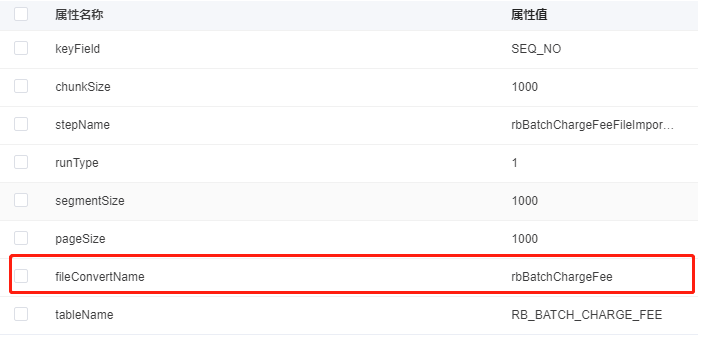 属性名称 属性值
keyField SEQ_NO
chunkSize 1000
stepName rbBatchChargeFeeFileImpor...
runType 1
segmentSize 1000
pageSize 1000
fileConvertName rbBatchChargeFee
tableName RB_BATCH_CHARGE_FEE